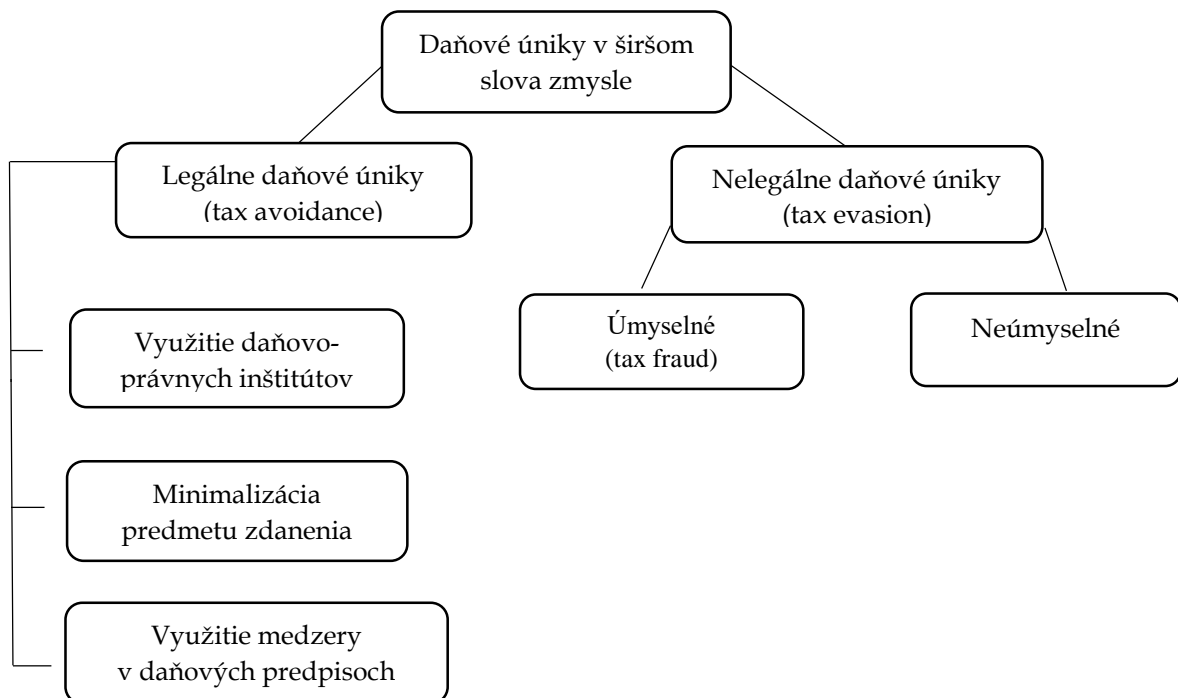 Daňové úniky v širšom
slova zmysle
Legálne daňové úniky
(tax avoidance)
Nelegálne daňové úniky
(tax evasion)
Úmyselné
(tax fraud)
Neúmyselné
Využitie daňovo-
právnych inštitútov
Minimalizácia
predmetu zdanenia
Využitie medzery
v daňových predpisoch